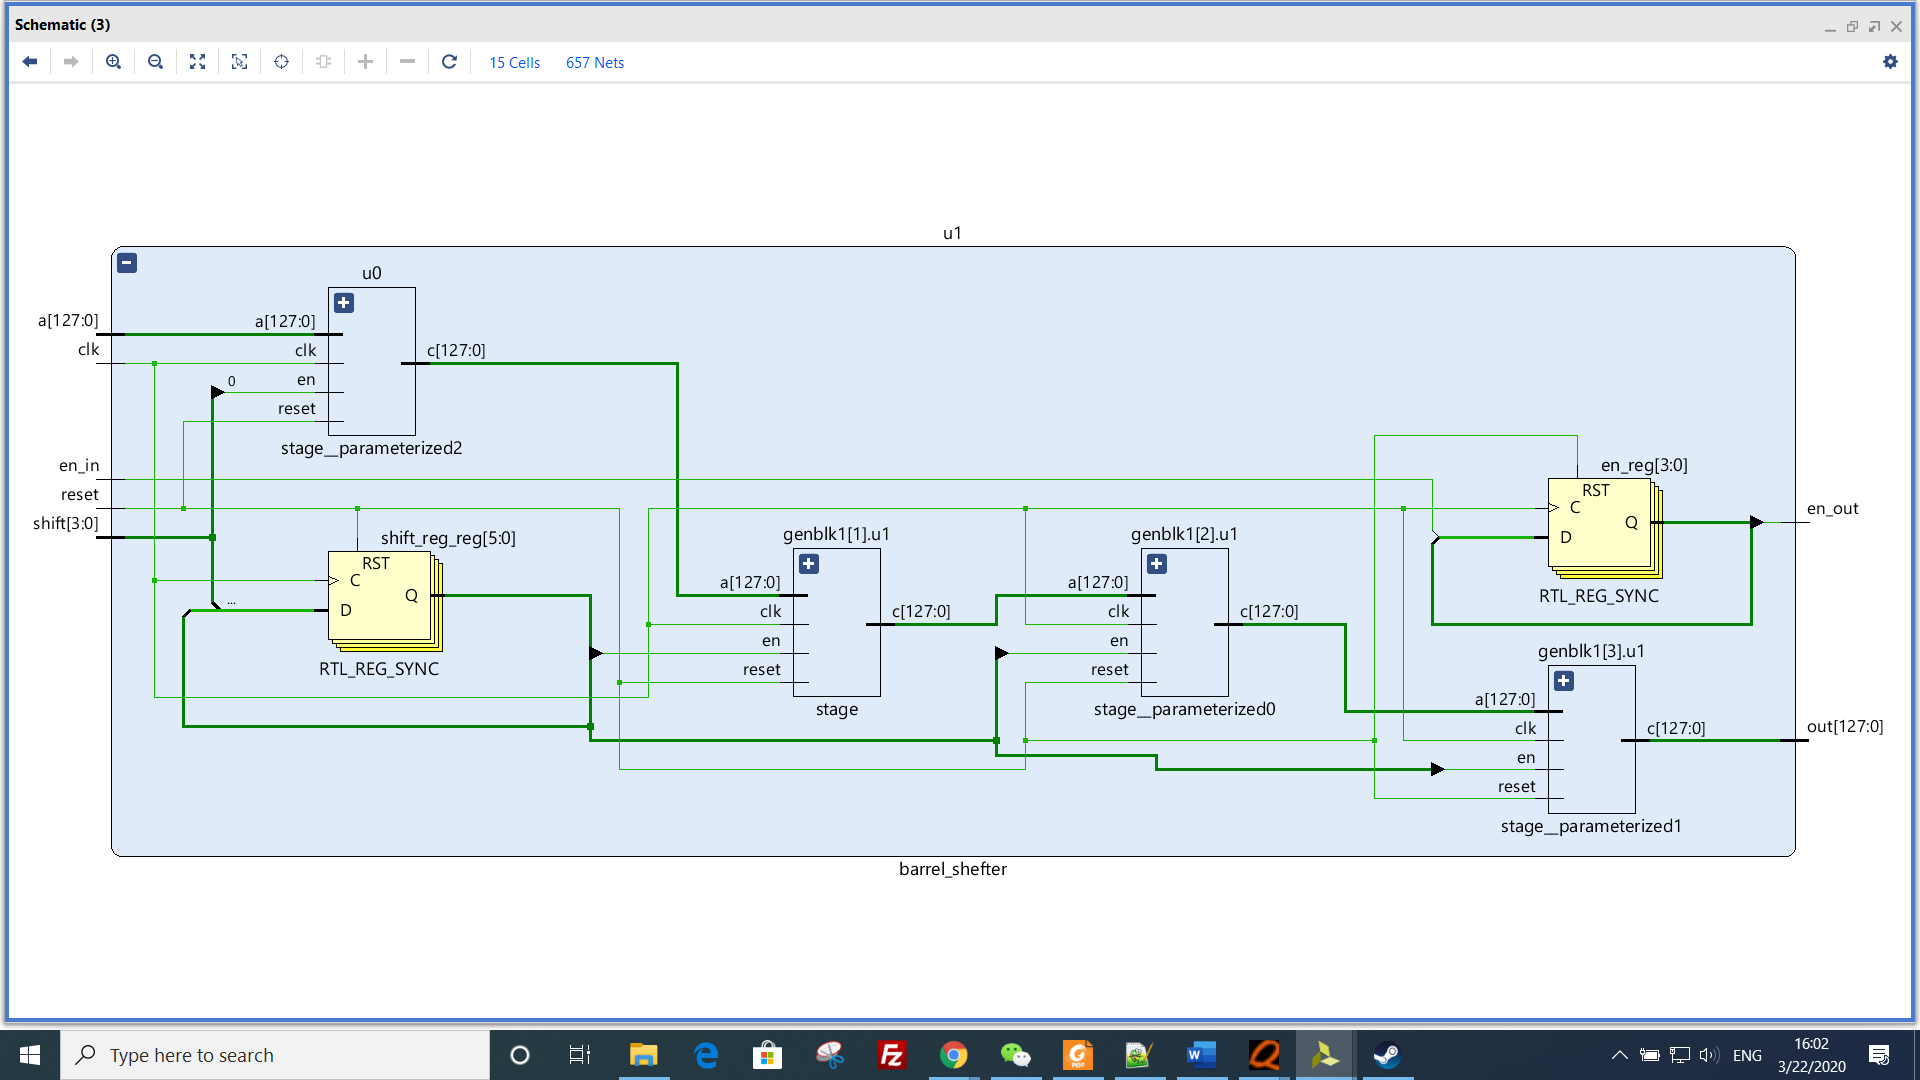 Schematic (3)
15 Cells 657 Nets
u1
u0
a[127:0]
clk
a[127:0]
clk
en
reset
0
c[127:0]
stage__parameterized2
en_in
reset
shift[3:0]
shift_reg_reg[5:0]
RST
C
D
Q
...
RTL_REG_SYNC
genblk1[1].u1
a[127:0]
clk
en
reset
c[127:0]
stage
genblk1[2].u1
a[127:0]
clk
en
reset
c[127:0]
stage__parameterized0
en_reg[3:0]
RST
C
D
Q
RTL_REG_SYNC
en_out
genblk1[3].u1
a[127:0]
clk
en
reset
c[127:0]
out[127:0]
stage__parameterized1
barrel_shefter
Type here to search
ENG
16:02
3/22/2020